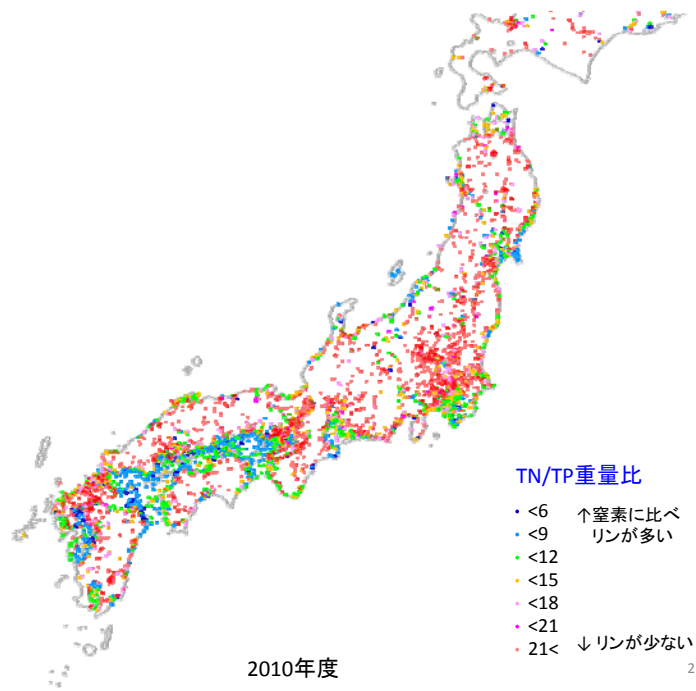 TN/TP重量比
<6
<9
<12
<15
<18
<21
21<
↑窒素に比べ
リンが多い
↓リンが少ない
2010年度
2